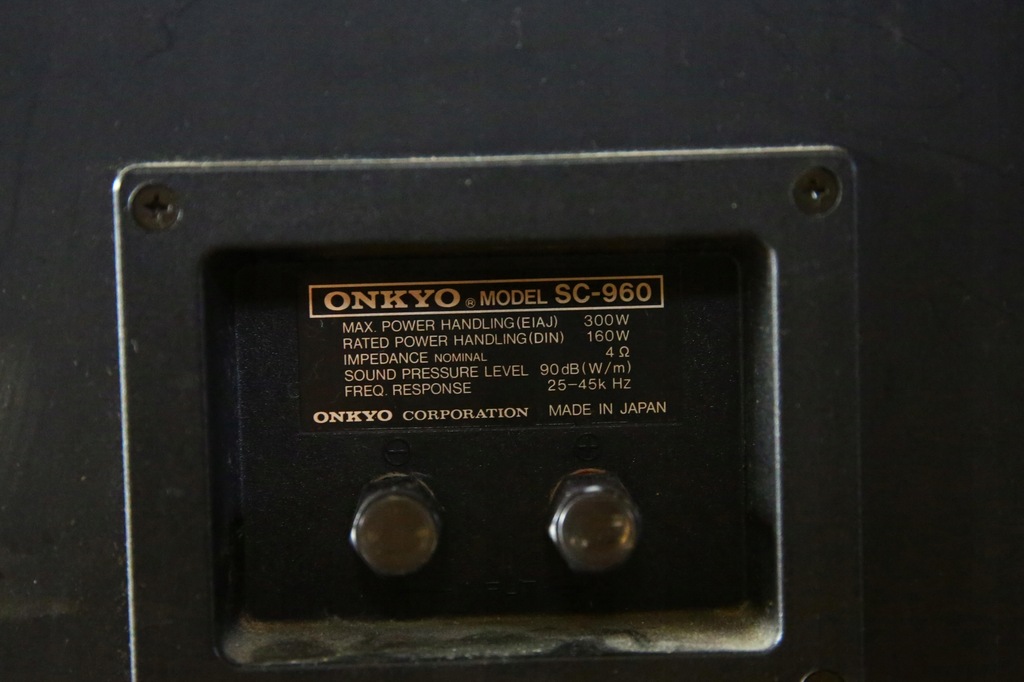 ONKYO ® MODEL SC-960
MAX. POWER HANDLING(EIAJ) 300W
RATED POWER HANDLING(DIN) 160W
IMPEDANCE NOMINAL 4Ω
SOUND PRESSURE LEVEL 90dB(W/m)
FREQ. RESPONSE 25-45k Hz
ONKYO CORPORATION MADE IN JAPAN